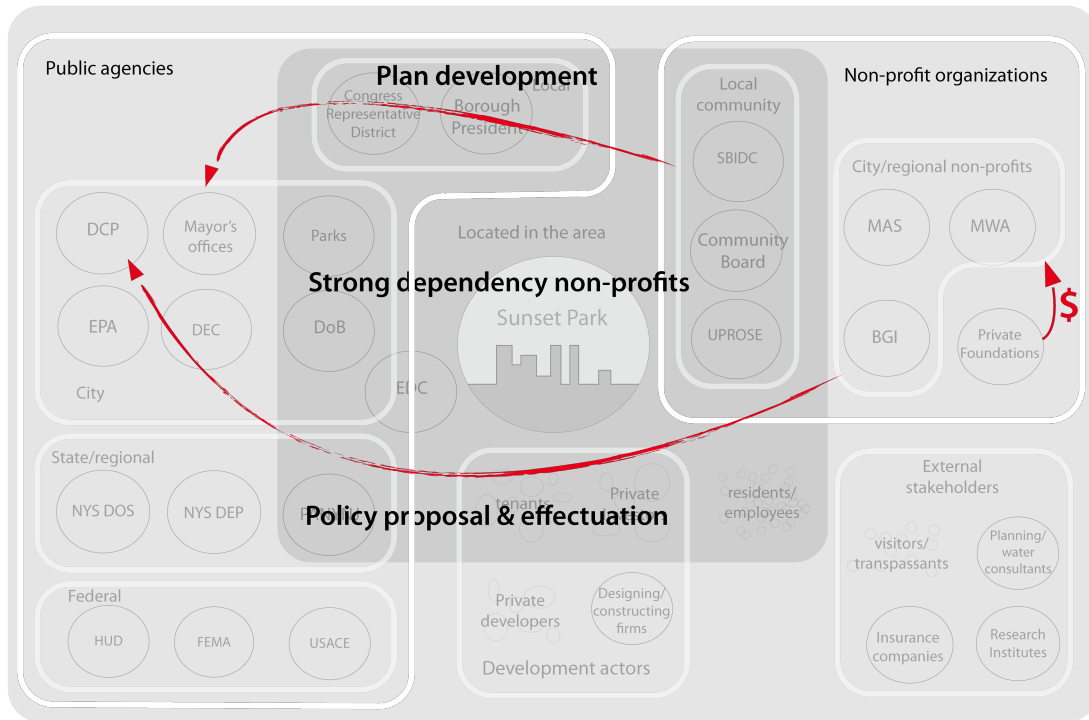 Public agencies
Plan development
Local
Congress
Representative
District
Borough
President
Local
community
SBIDC
Community
Board
UPROSE
Non-profit organizations
City/regional non-profits
MAS
MWA
BGI
Private
Foundations
$
DCP
Mayor's
offices
Parks
EPA
DEC
DoB
City
EDC
Located in the area
Strong dependency non-profits
Sunset Park
State/regional
NYS DOS
NYS DEP
Policy proposal & effectuation
tenants
Private
residents/
employees
Federal
HUD
FEMA
USACE
Private
developers
Designing/
constructing
firms
Development actors
External
stakeholders
visitors/
transpassants
Planning/
water
consultants
Insurance
companies
Research
Institutes